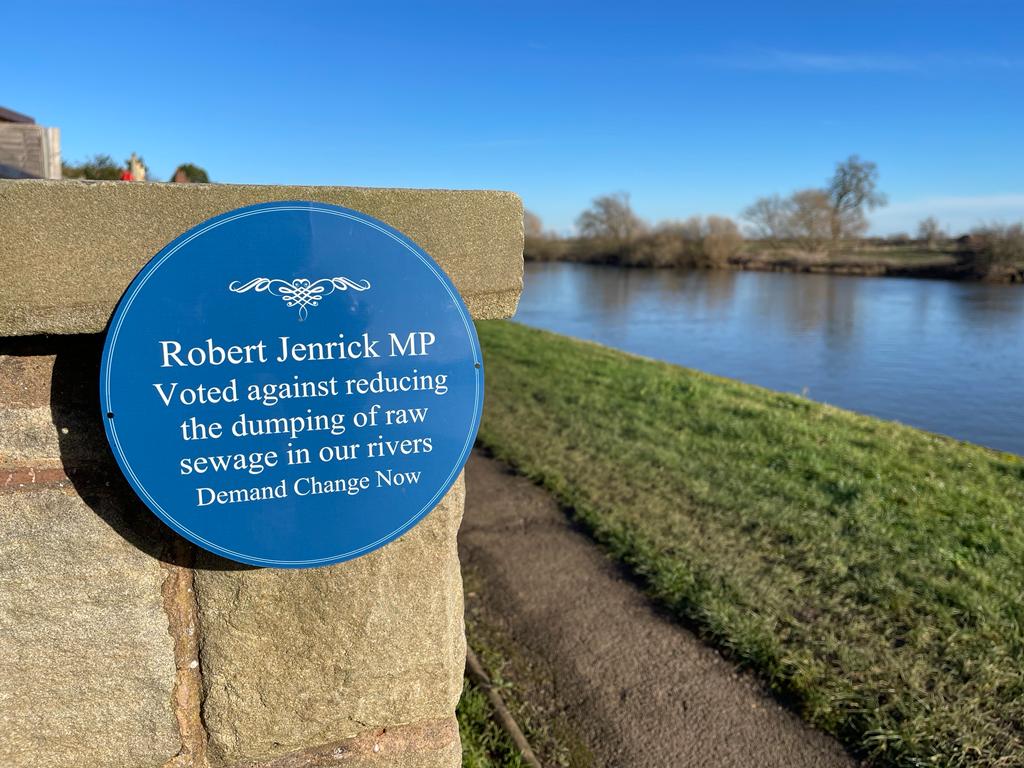 Robert Jenrick MP
Voted against reducing
the dumping of raw
sewage in our rivers
Demand Change Now